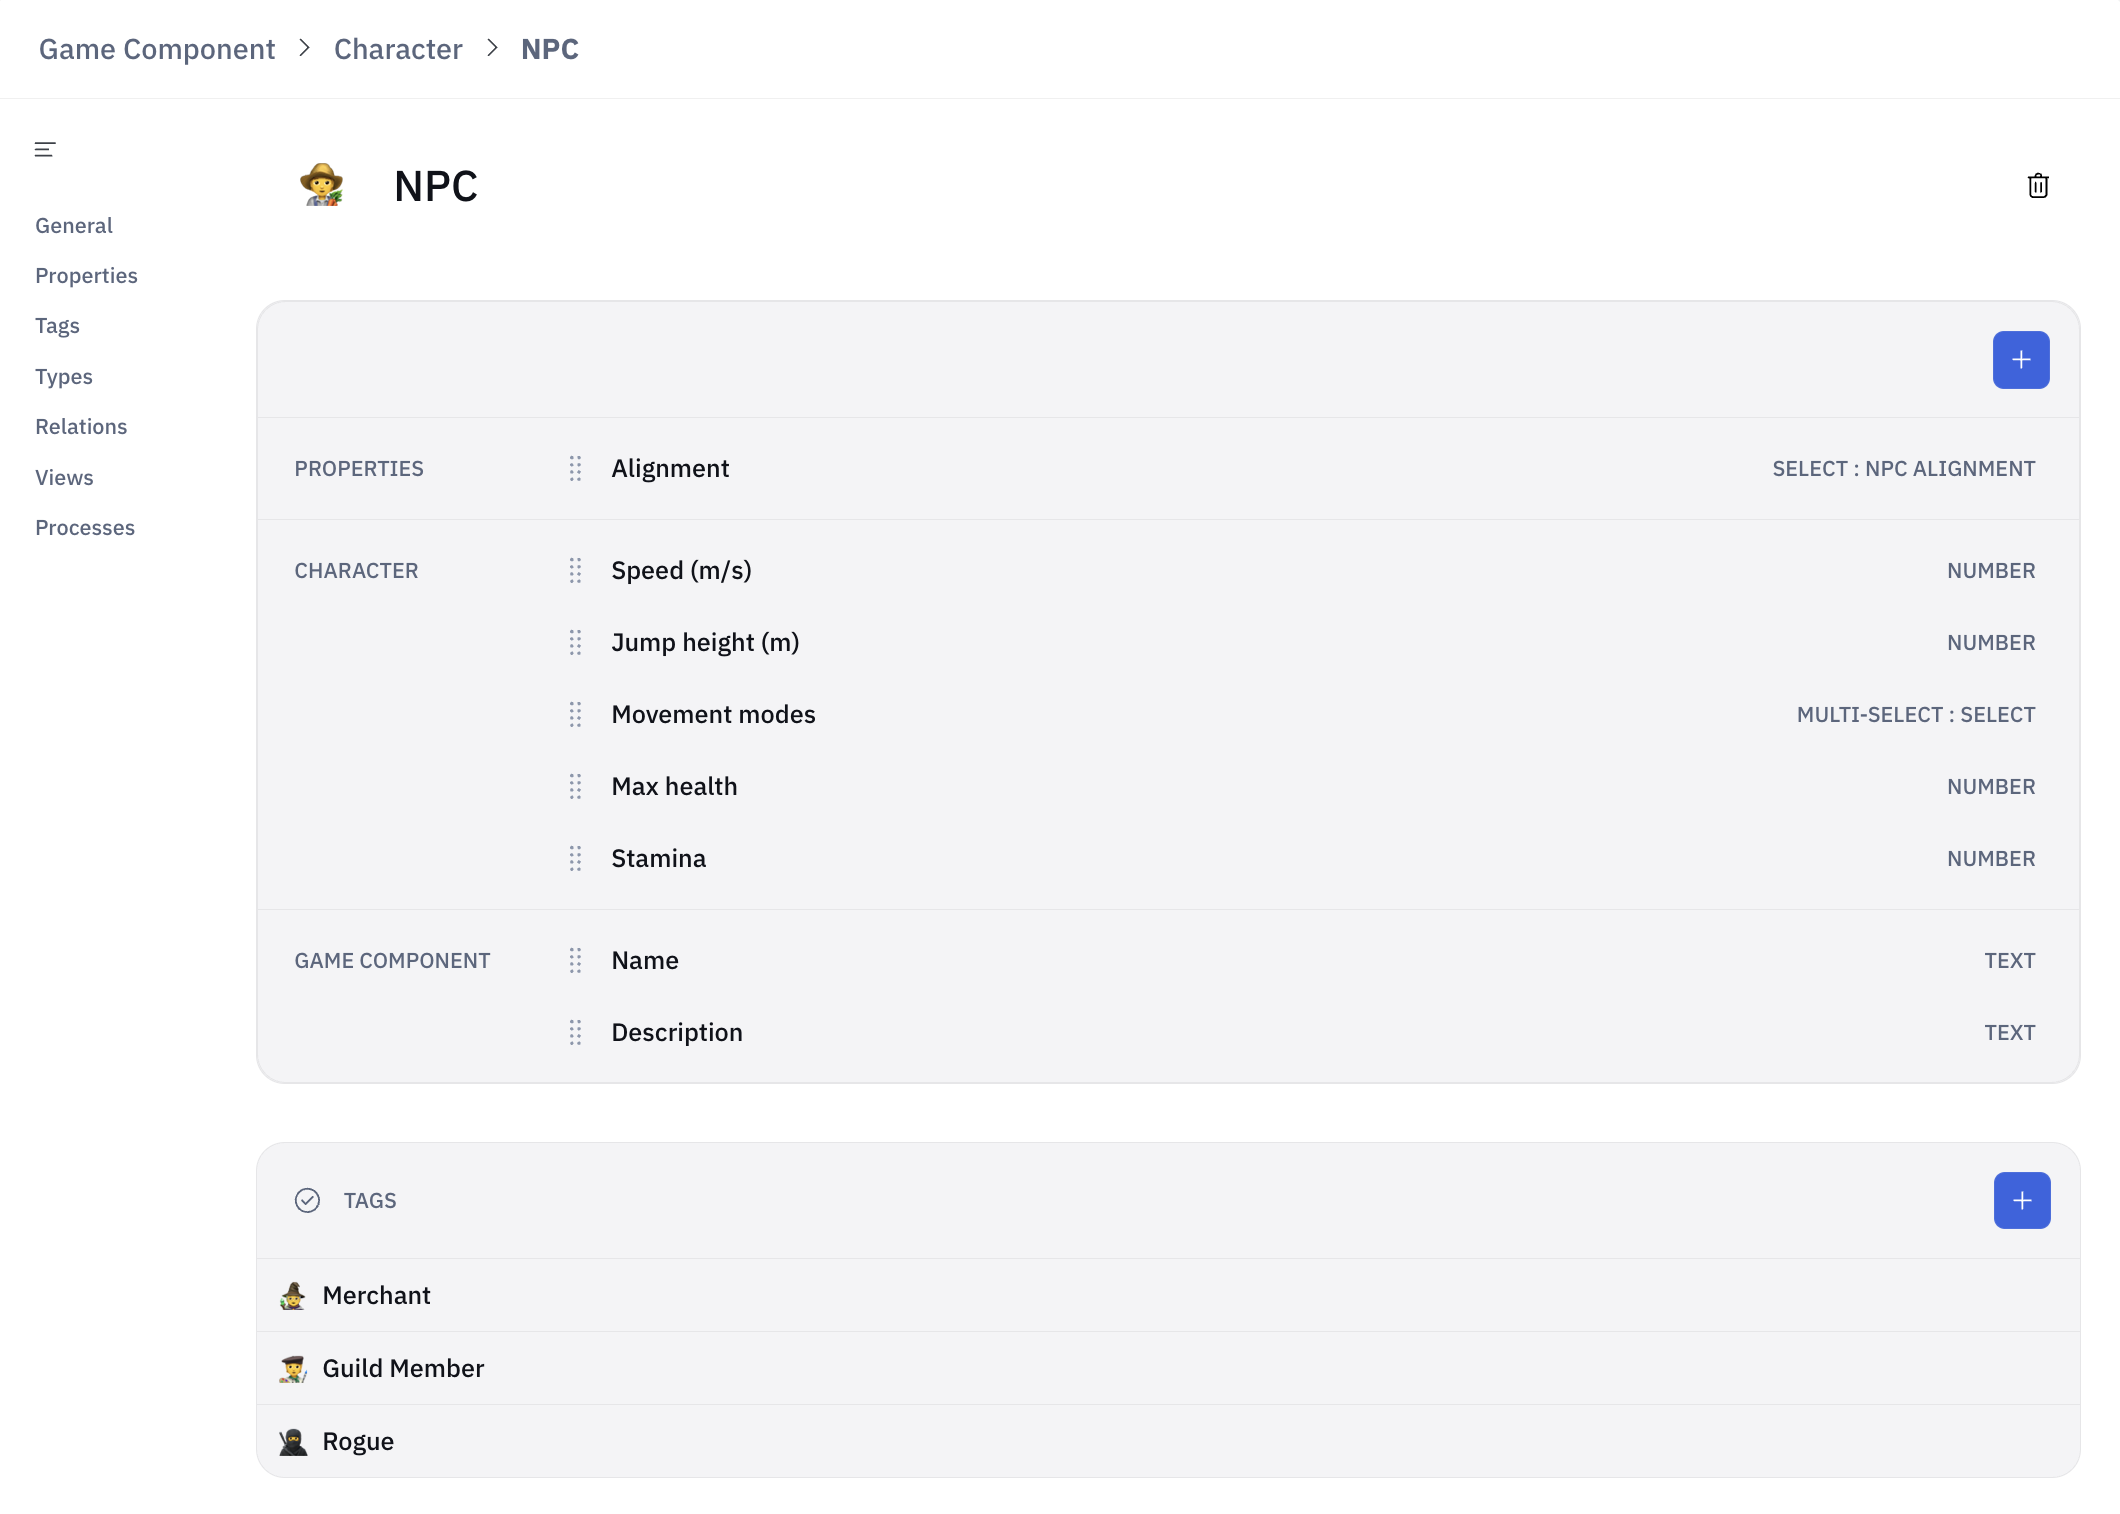 Game Component > Character > NPC
NPC
General
Properties
Tags
Types
Relations
Views
Processes
PROPERTIES Alignment SELECT : NPC ALIGNMENT
CHARACTER Speed (m/s) NUMBER
Jump height (m) NUMBER
Movement modes MULTI-SELECT : SELECT
Max health NUMBER
Stamina NUMBER
GAME COMPONENT Name TEXT
Description TEXT
TAGS
Merchant
Guild Member
Rogue